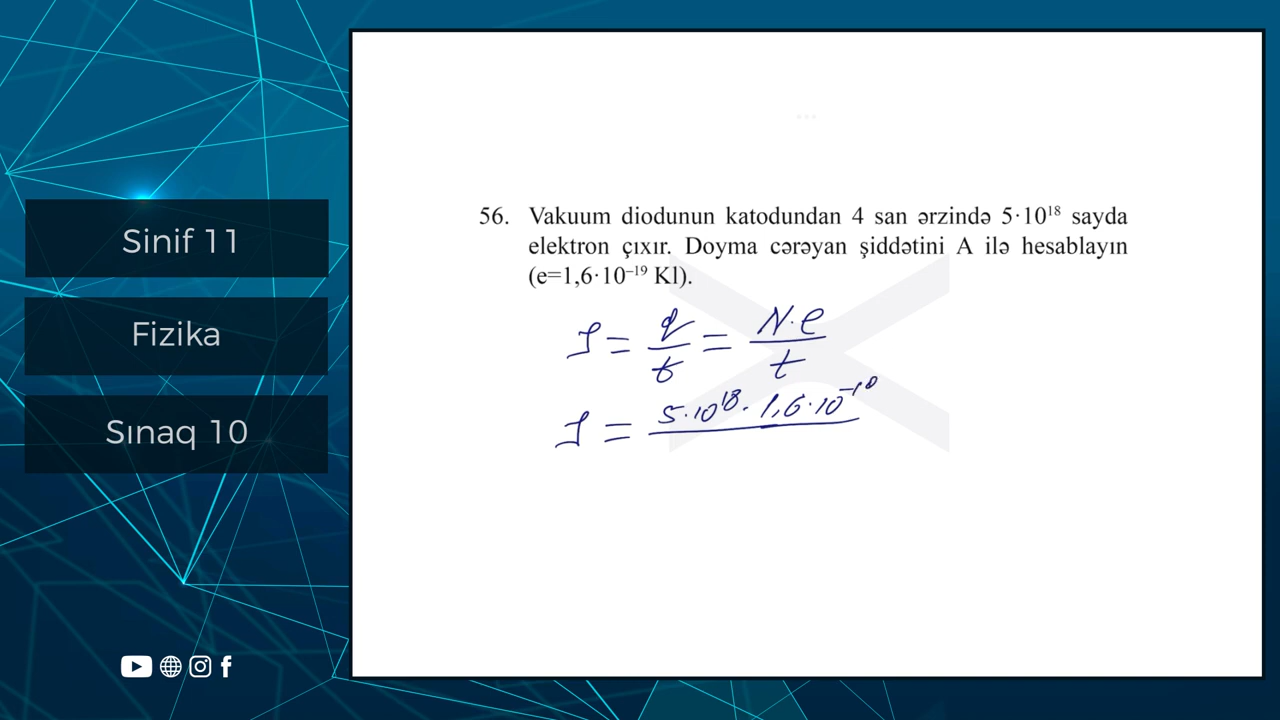 Sinif 11
Fizika
Sınaq 10
56. Vakuum diodunun katodundan 4 san ərzində 5·10¹⁸ sayda
elektron çıxır. Doyma cərəyan şiddətini A ilə hesablayın
(e=1,6·10⁻¹⁹ Kl).
I = q/t = N·e/t
I = 5·10¹⁸ · 1,6·10